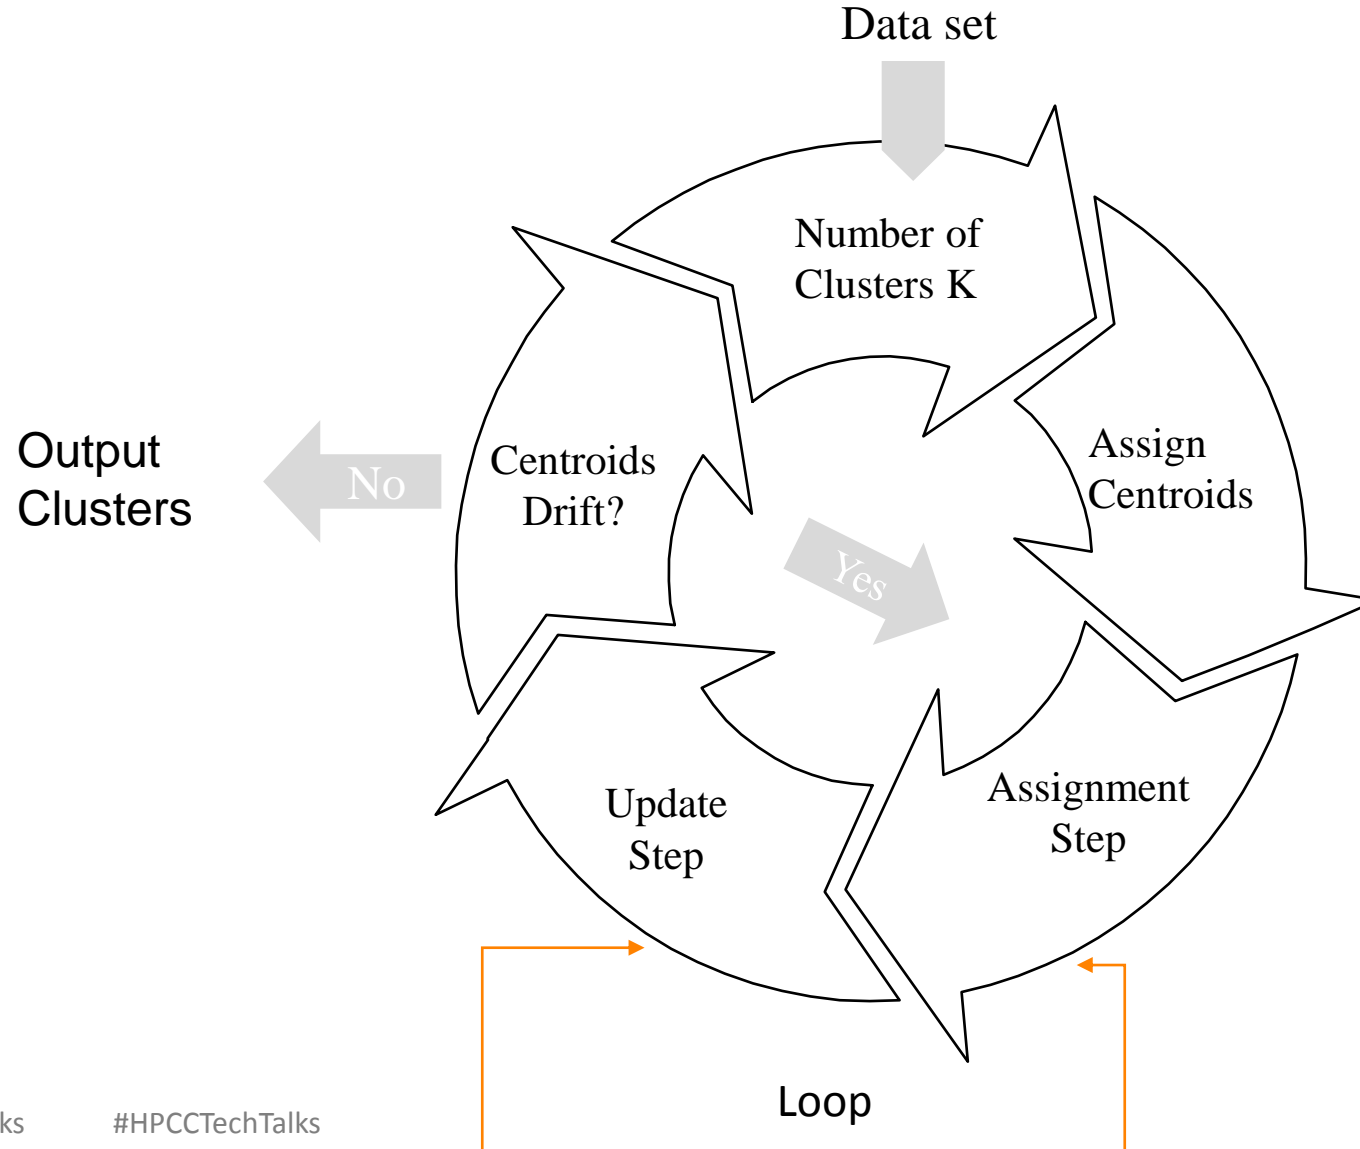 Data set
Number of
Clusters K
Assign
Centroids
Assignment
Step
Update
Step
Centroids
Drift?
No
Yes
Output
Clusters
Loop
ks
#HPCCTechTalks